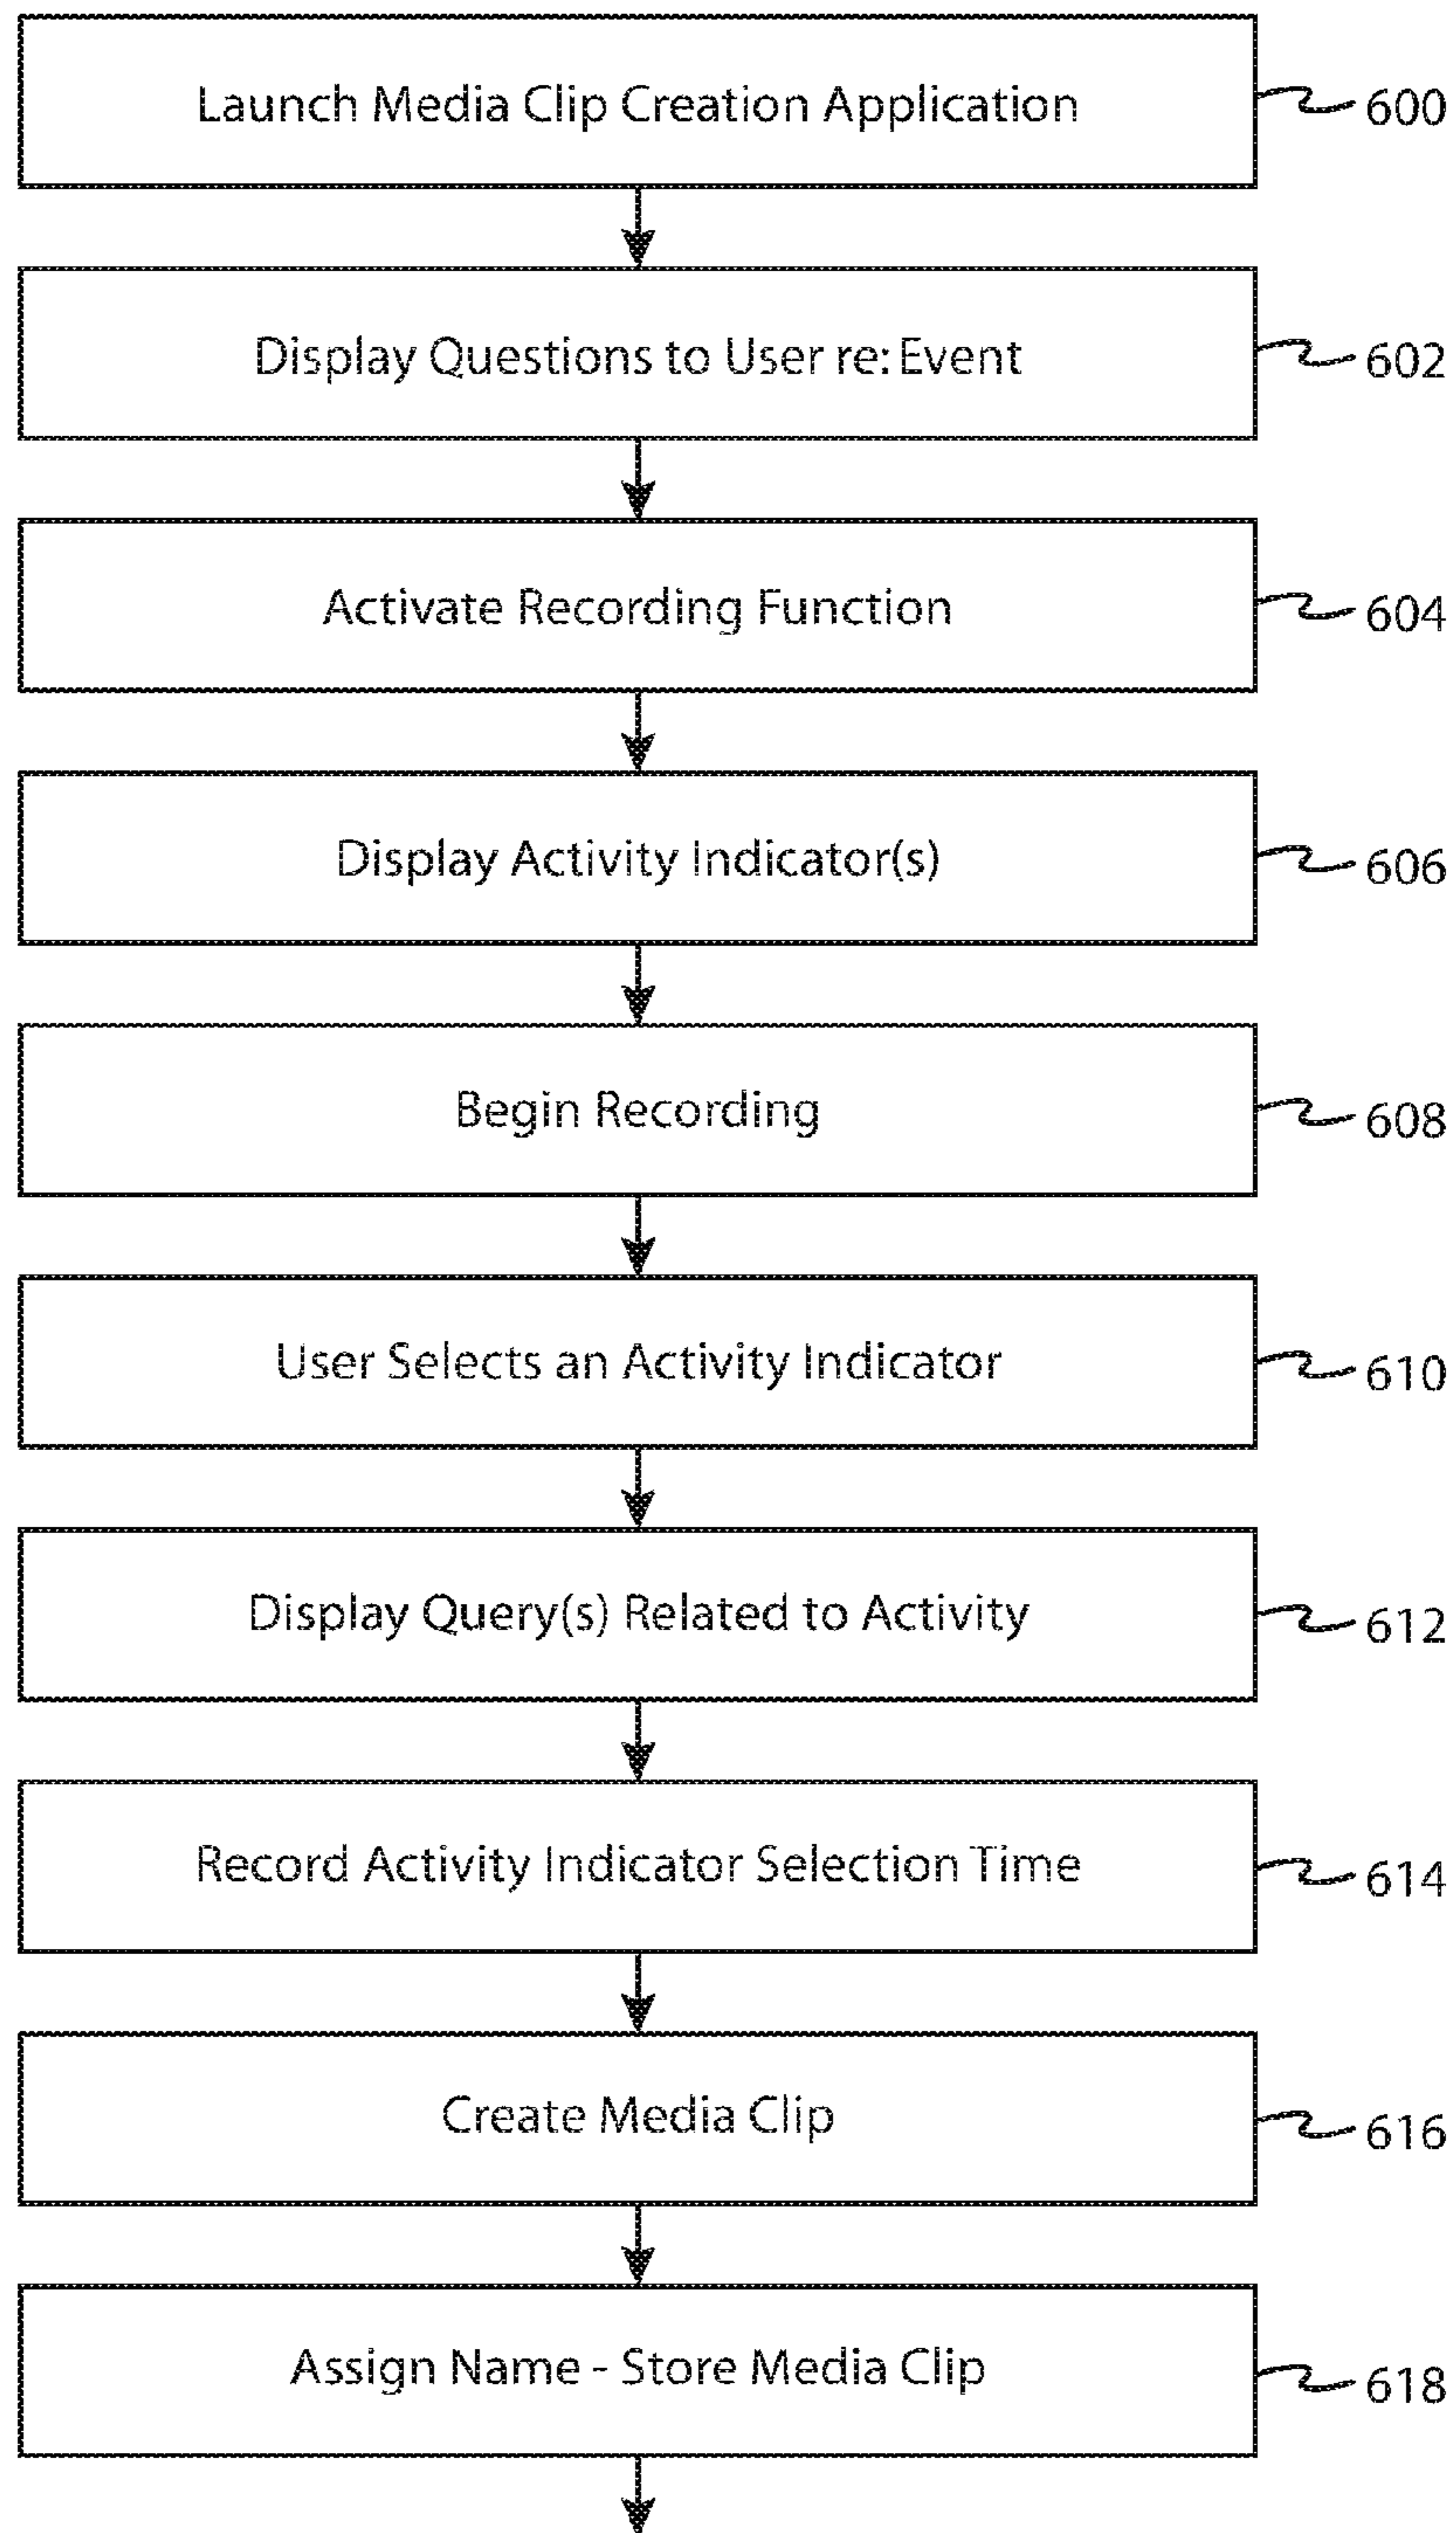 Launch Media Clip Creation Application
600
Display Questions to User re: Event
602
Activate Recording Function
604
Display Activity Indicator(s)
606
Begin Recording
608
User Selects an Activity Indicator
610
Display Query(s) Related to Activity
612
Record Activity Indicator Selection Time
614
Create Media Clip
616
Assign Name - Store Media Clip
618